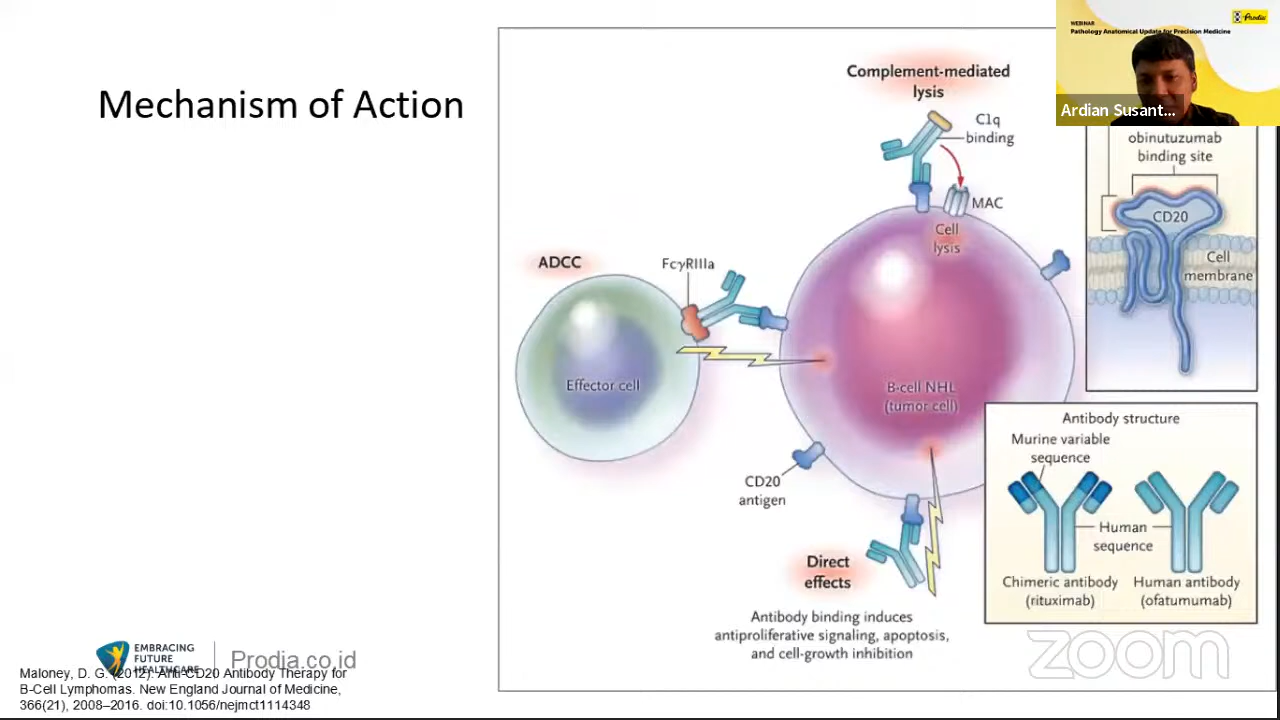 Mechanism of Action
Complement-mediated
lysis
C1q
binding
MAC
Cell
lysis
ADCC
FcγRIIIa
Effector cell
B-cell NHL
(tumor cell)
CD20
antigen
Direct
effects
Antibody binding induces
antiproliferative signaling, apoptosis,
and cell-growth inhibition
WEBINAR
Pathology Anatomical Update for Precision Medicine
Prodia
Ardian Susant...
obinutuzumab
binding site
CD20
Cell
membrane
Antibody structure
Murine variable
sequence
Human
sequence
Chimeric antibody
(rituximab)
Human antibody
(ofatumumab)
EMBRACING
FUTURE
HEALTHCARE
Prodia.co.id
Maloney, D. G. (2012). Anti-CD20 Antibody Therapy for
B-Cell Lymphomas. New England Journal of Medicine,
366(21), 2008–2016. doi:10.1056/nejmct1114348
zoom